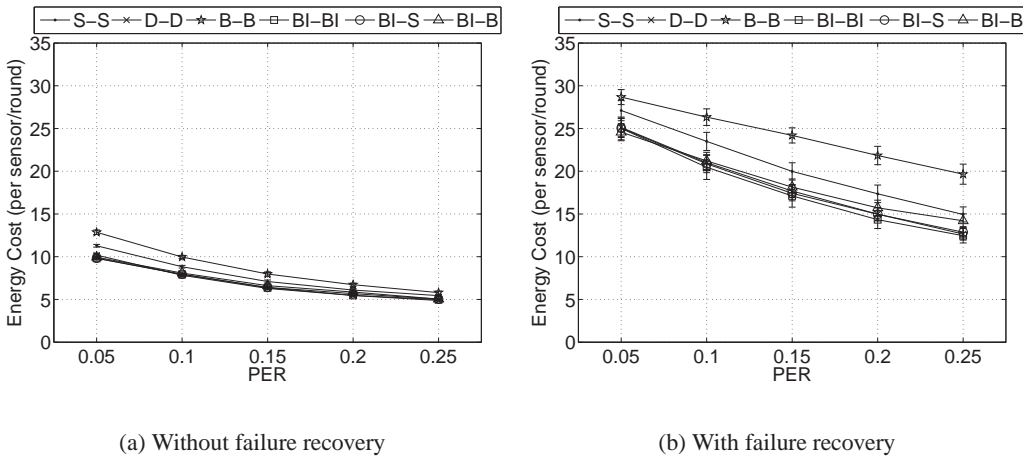 S−S D−D B−B BI−BI BI−S BI−B
35
30
25
20
15
10
5
0
Energy Cost (per sensor/round)
0.05 0.1 0.15 0.2 0.25
PER
(a) Without failure recovery
S−S D−D B−B BI−BI BI−S BI−B
35
30
25
20
15
10
5
0
Energy Cost (per sensor/round)
0.05 0.1 0.15 0.2 0.25
PER
(b) With failure recovery